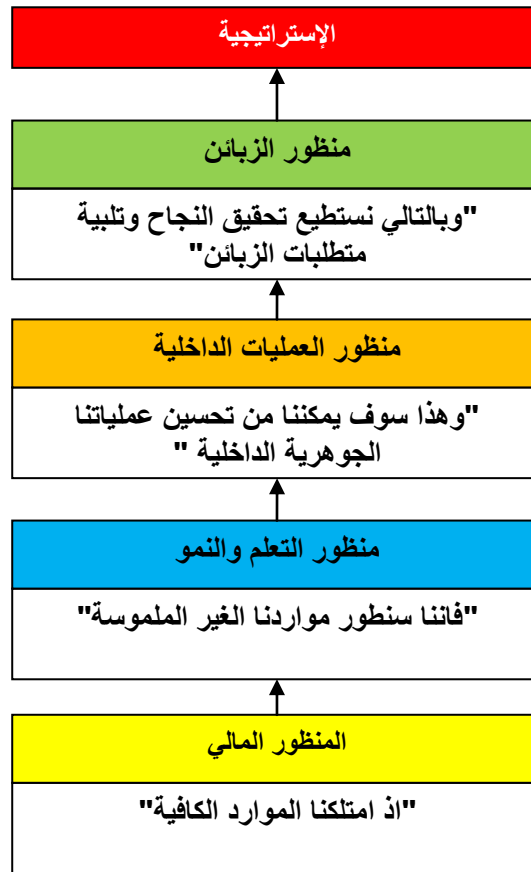 الإستراتيجية
منظور الزبائن
"وبالتالي نستطيع تحقيق النجاح وتلبية
متطلبات الزبائن"
منظور العمليات الداخلية
"وهذا سوف يمكننا من تحسين عملياتنا
الجوهرية الداخلية "
منظور التعلم والنمو
"فاننا سنطور مواردنا الغير الملموسة"
المنظور المالي
"اذ امتلكنا الموارد الكافية"